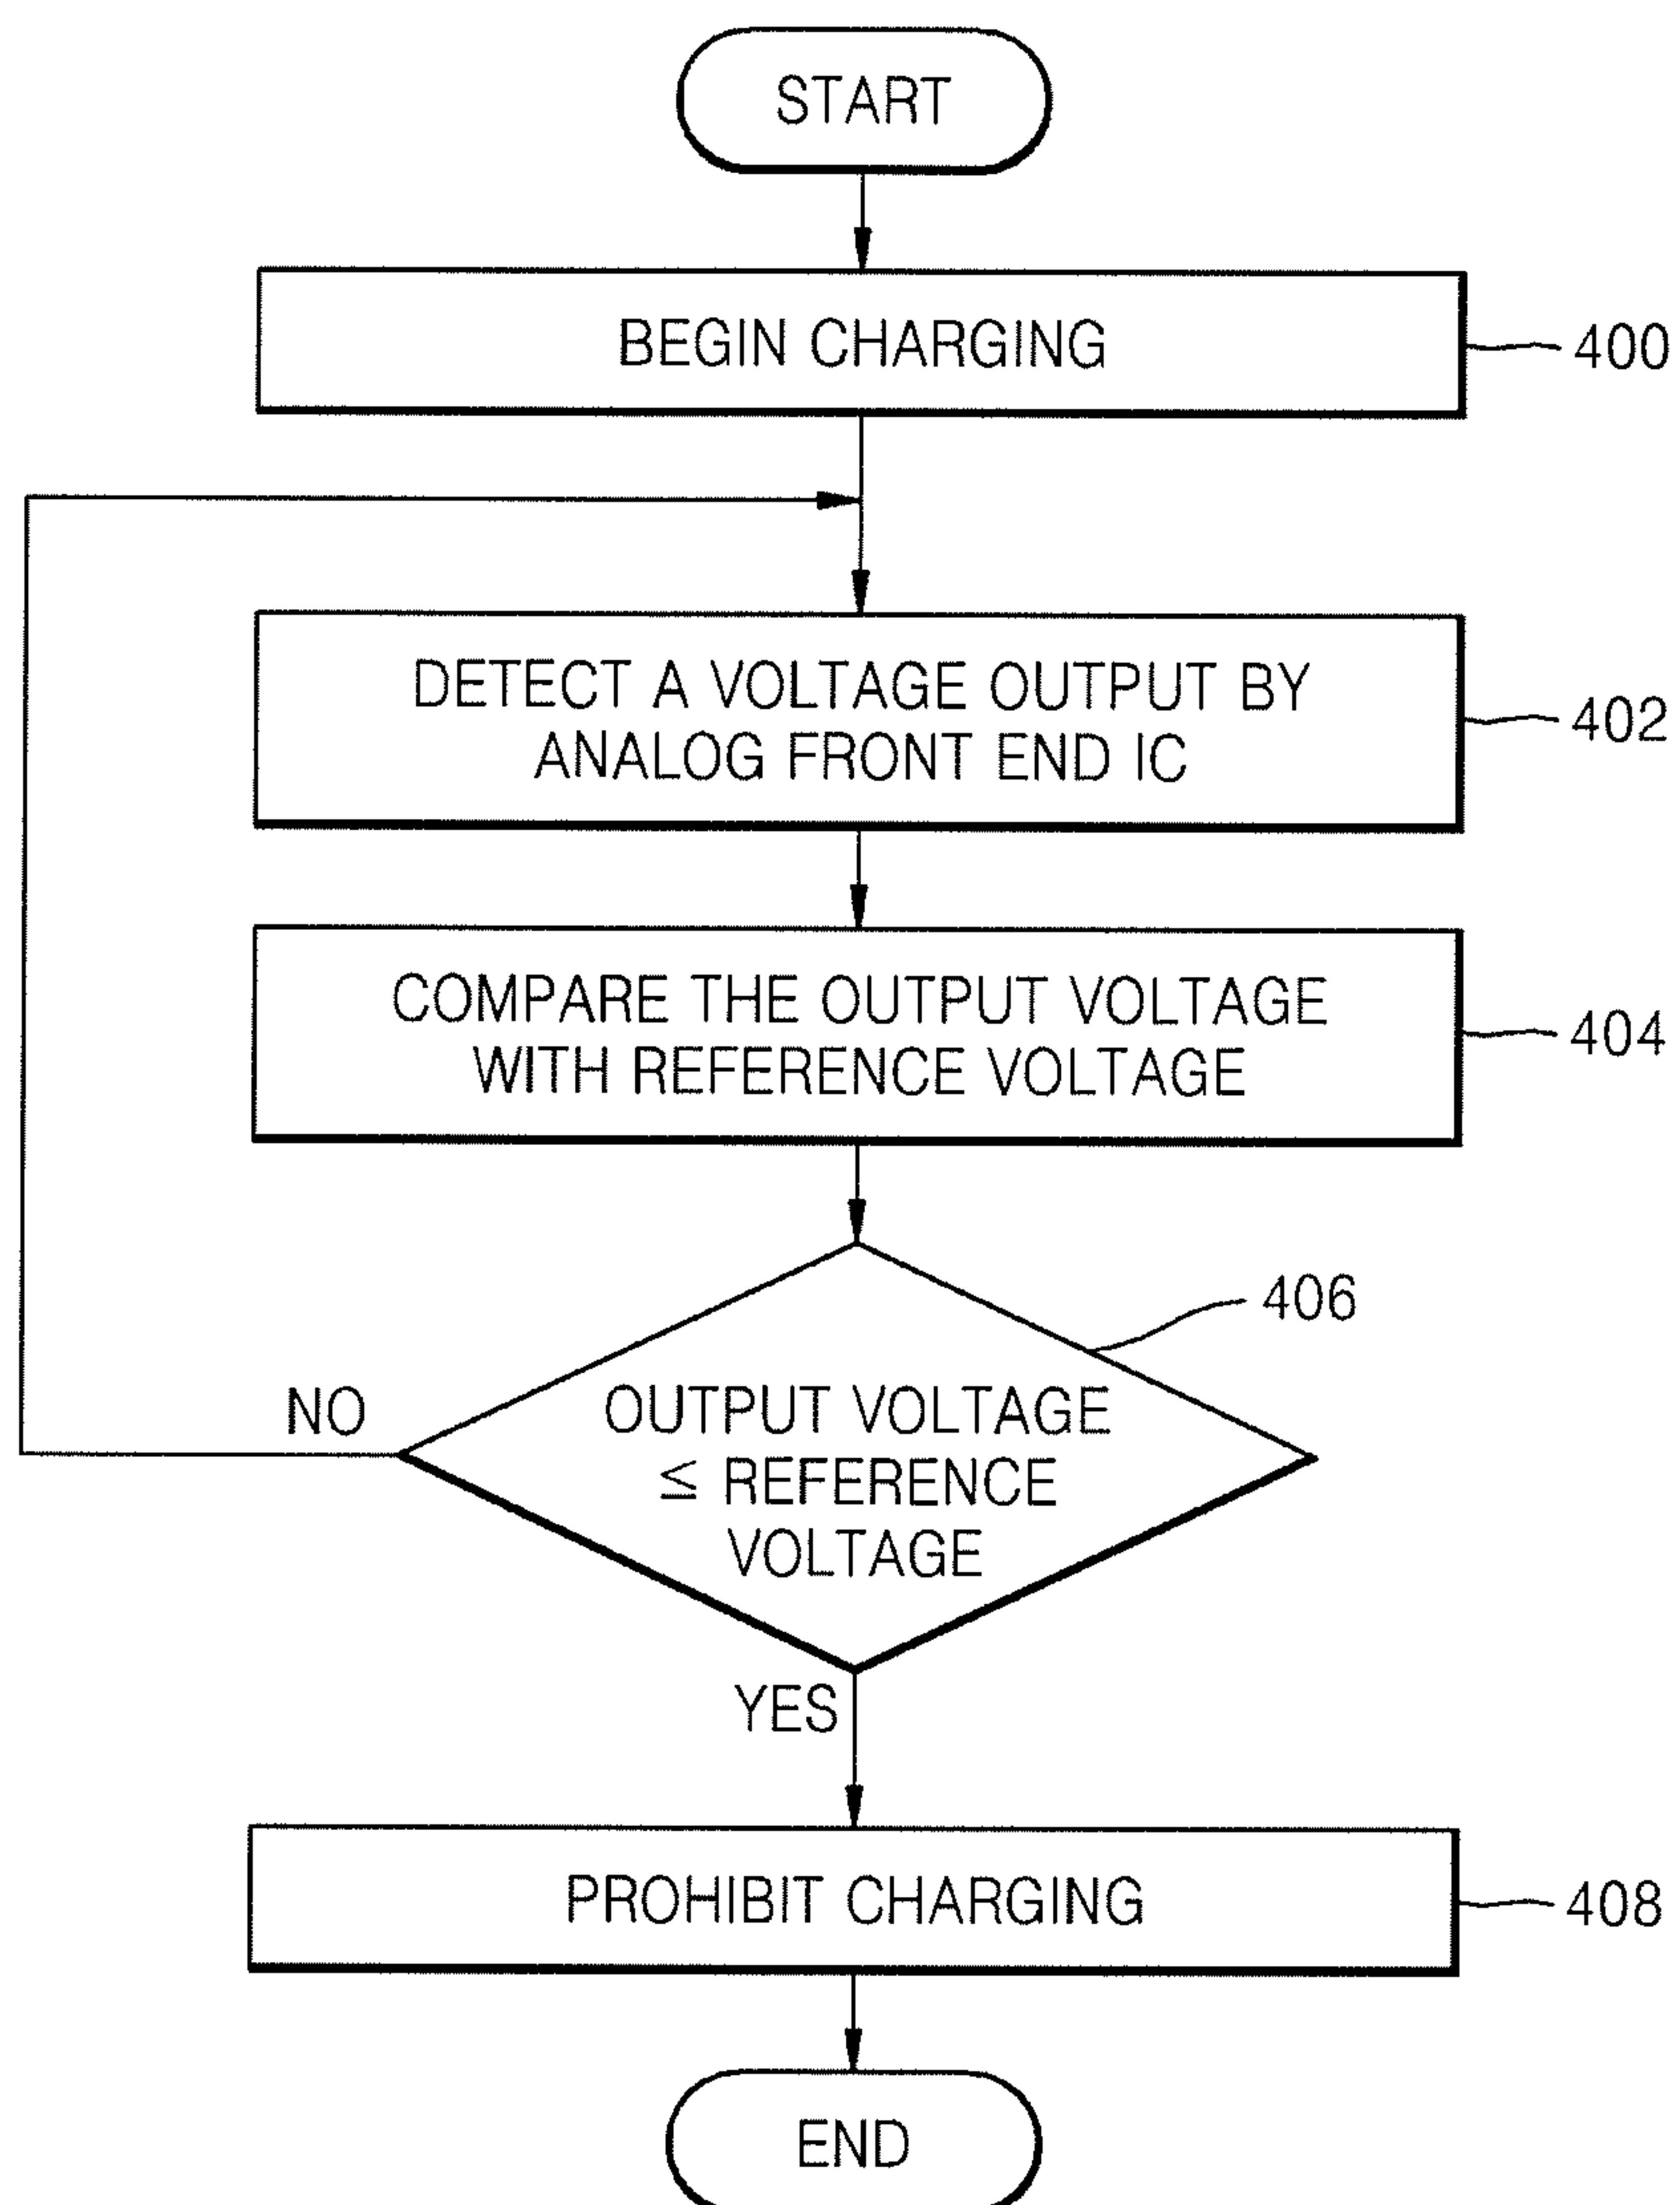 START
BEGIN CHARGING
400
DETECT A VOLTAGE OUTPUT BY
ANALOG FRONT END IC
402
COMPARE THE OUTPUT VOLTAGE
WITH REFERENCE VOLTAGE
404
406
OUTPUT VOLTAGE
≤ REFERENCE
VOLTAGE
NO
YES
PROHIBIT CHARGING
408
END